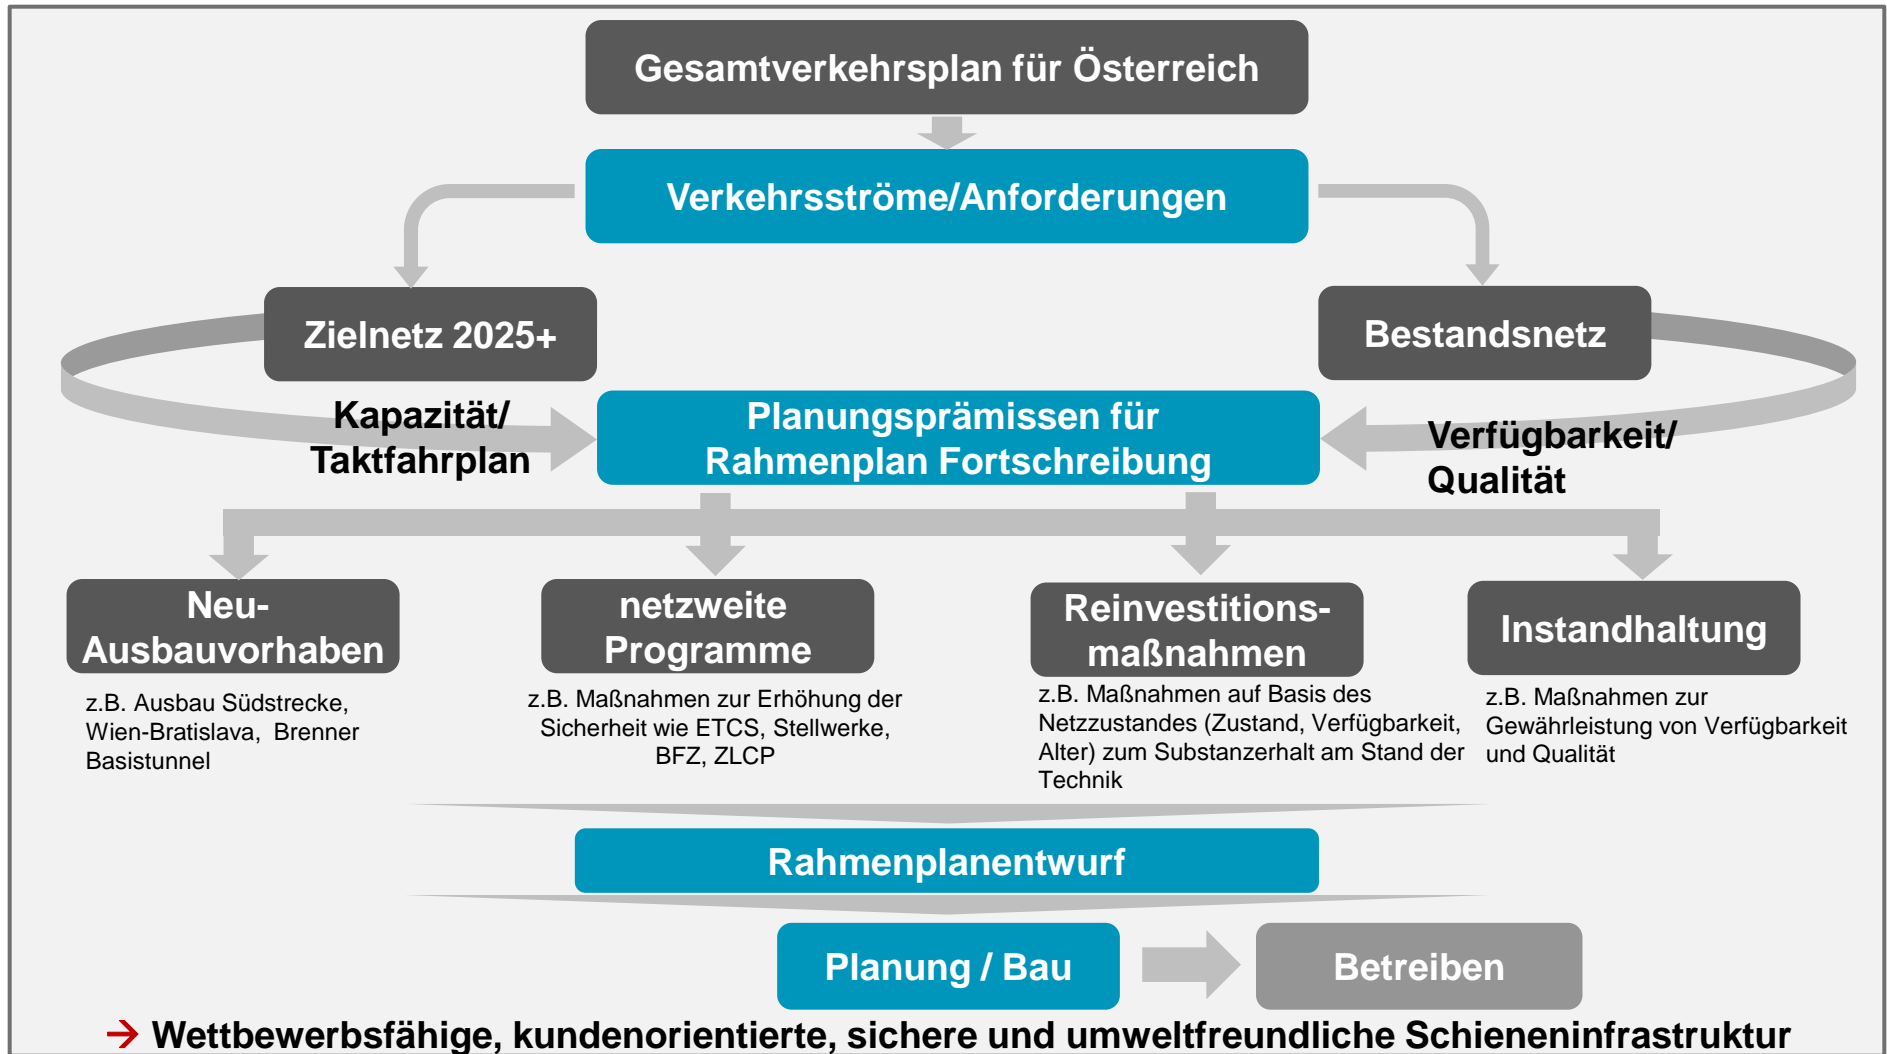 Gesamtverkehrsplan für Österreich
Verkehrsströme/Anforderungen
Zielnetz 2025+
Bestandsnetz
Kapazität/
Taktfahrplan
Planungsprämissen für
Rahmenplan Fortschreibung
Verfügbarkeit/
Qualität
Neu-
Ausbauvorhaben
z.B. Ausbau Südstrecke,
Wien-Bratislava, Brenner
Basistunnel
netzweite
Programme
z.B. Maßnahmen zur Erhöhung der
Sicherheit wie ETCS, Stellwerke,
BFZ, ZLCP
Reinvestitions-
maßnahmen
z.B. Maßnahmen auf Basis des
Netzzustandes (Zustand, Verfügbarkeit,
Alter) zum Substanzerhalt am Stand der
Technik
Instandhaltung
z.B. Maßnahmen zur
Gewährleistung von Verfügbarkeit
und Qualität
Rahmenplanentwurf
Planung / Bau
Betreiben
→ Wettbewerbsfähige, kundenorientierte, sichere und umweltfreundliche Schieneninfrastruktur